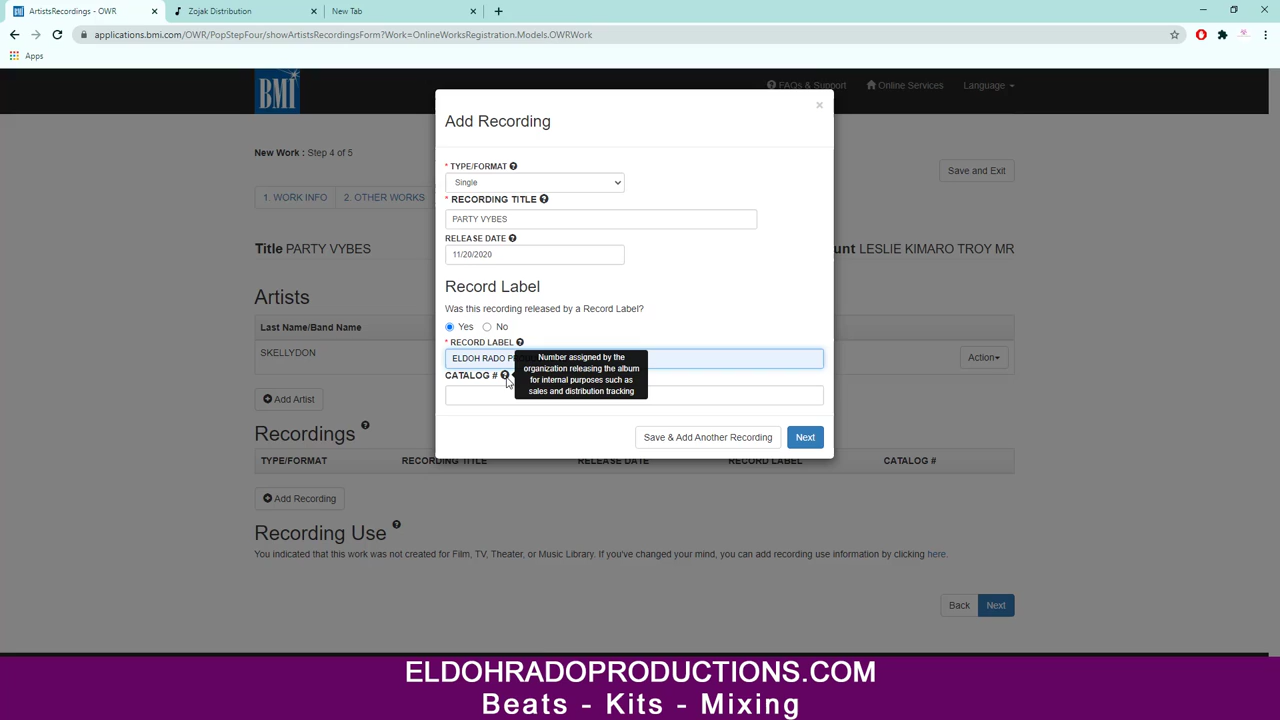 ArtistsRecordings - OWR
Zojak Distribution
New Tab
applications.bmi.com/OWR/PopStepFour/showArtistsRecordingsForm?Work=OnlineWorksRegistration.Models.OWRWork
Apps
BMI
FAQs & Support
Online Services
Language
New Work : Step 4 of 5
Save and Exit
1. WORK INFO
2. OTHER WORKS
Title PARTY VYBES
unt LESLIE KIMARO TROY MR
Artists
Last Name/Band Name
SKELLYDON
Action
Add Artist
Recordings
TYPE/FORMAT
RECORDING TITLE
RELEASE DATE
RECORD LABEL
CATALOG #
Add Recording
Recording Use
You indicated that this work was not created for Film, TV, Theater, or Music Library. If you've changed your mind, you can add recording use information by clicking here.
Back
Next
Add Recording
×
* TYPE/FORMAT
Single
* RECORDING TITLE
PARTY VYBES
RELEASE DATE
11/20/2020
Record Label
Was this recording released by a Record Label?
Yes
No
* RECORD LABEL
ELDOH RADO
CATALOG #
Number assigned by the
organization releasing the album
for internal purposes such as
sales and distribution tracking
Save & Add Another Recording
Next
ELDOHRADOPRODUCTIONS.COM
Beats - Kits - Mixing